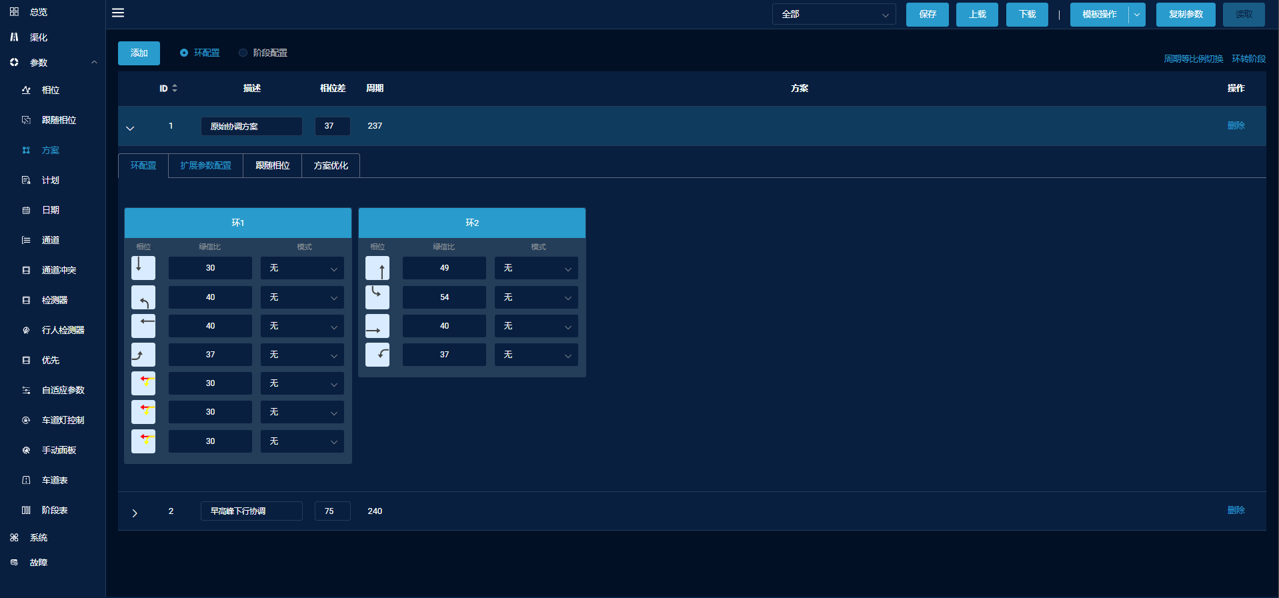 总览
渠化
参数
相位
跟随相位
方案
计划
日期
通道
通道冲突
检测器
行人检测器
优先
自适应参数
车道灯控制
手动面板
车道表
阶段表
系统
故障
全部
保存
上载
下载
|
模板操作
复制参数
读取
添加
环配置
阶段配置
周期等比例切换 环转阶段
ID 描述 相位差 周期 方案 操作
1 原始协调方案 37 237 删除
环配置 扩展参数配置 跟随相位 方案优化
环1
相位 绿信比 模式
30 无
40 无
40 无
37 无
30 无
30 无
30 无
环2
相位 绿信比 模式
49 无
54 无
40 无
37 无
2 早高峰下行协调 75 240 删除